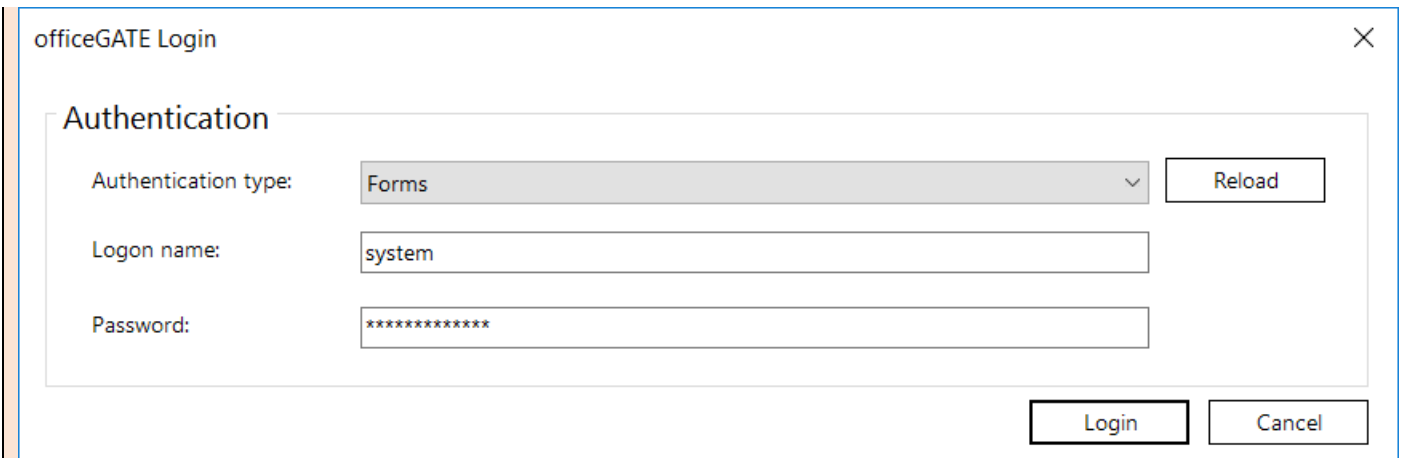 officeGATE Login
Authentication
Authentication type:
Forms
Reload
Logon name:
system
Password:
*************
Login
Cancel